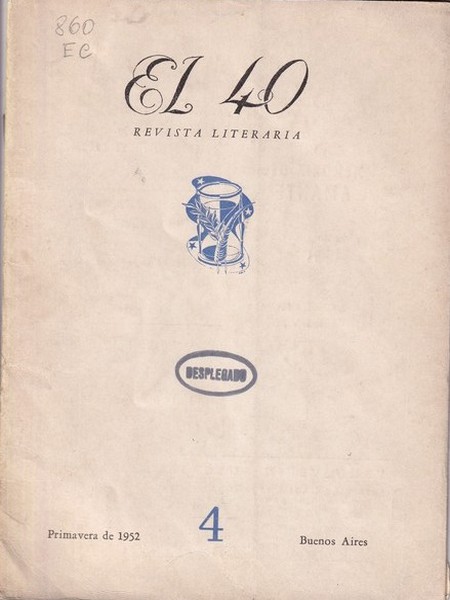 860
EC
EL 40
REVISTA LITERARIA
DESPLEGADO
Primavera de 1952
4
Buenos Aires